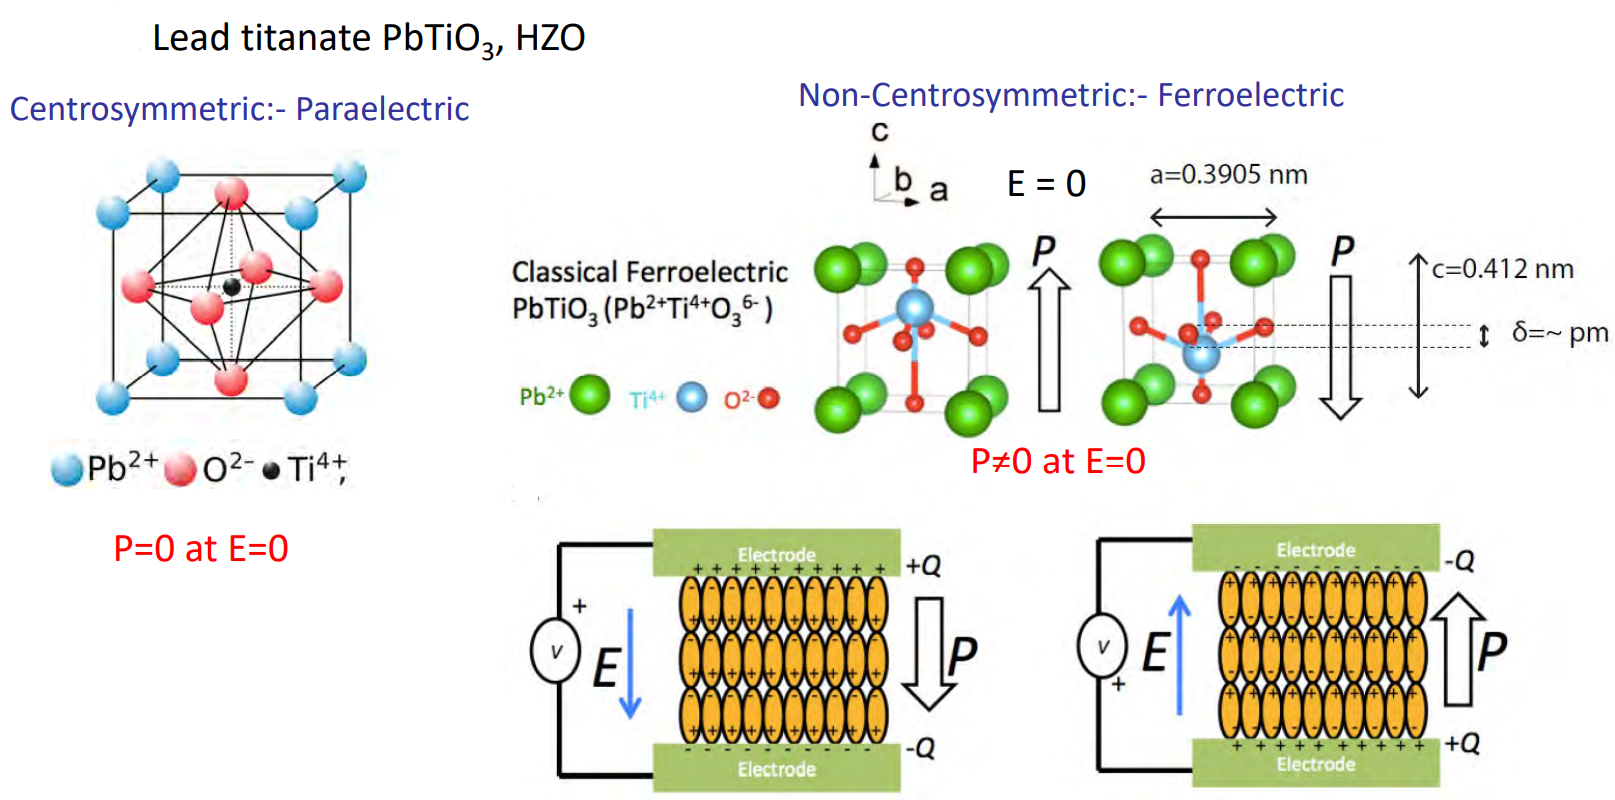 Lead titanate PbTiO₃, HZO
Centrosymmetric:- Paraelectric
Pb²⁺ O²⁻ Ti⁴⁺,
P=0 at E=0
Non-Centrosymmetric:- Ferroelectric
c
b a
E = 0
a=0.3905 nm
Classical Ferroelectric
PbTiO₃ (Pb²⁺Ti⁴⁺O₃⁶⁻ )
Pb²⁺ Ti⁴⁺ O²⁻
P
P
c=0.412 nm
δ=~ pm
P≠0 at E=0
Electrode
+ + + + + + + + + +
+Q
+
V
E
P
-Q
- - - - - - - - - -
Electrode
Electrode
- - - - - - - - - -
-Q
V
+
E
P
+Q
+ + + + + + + + + +
Electrode